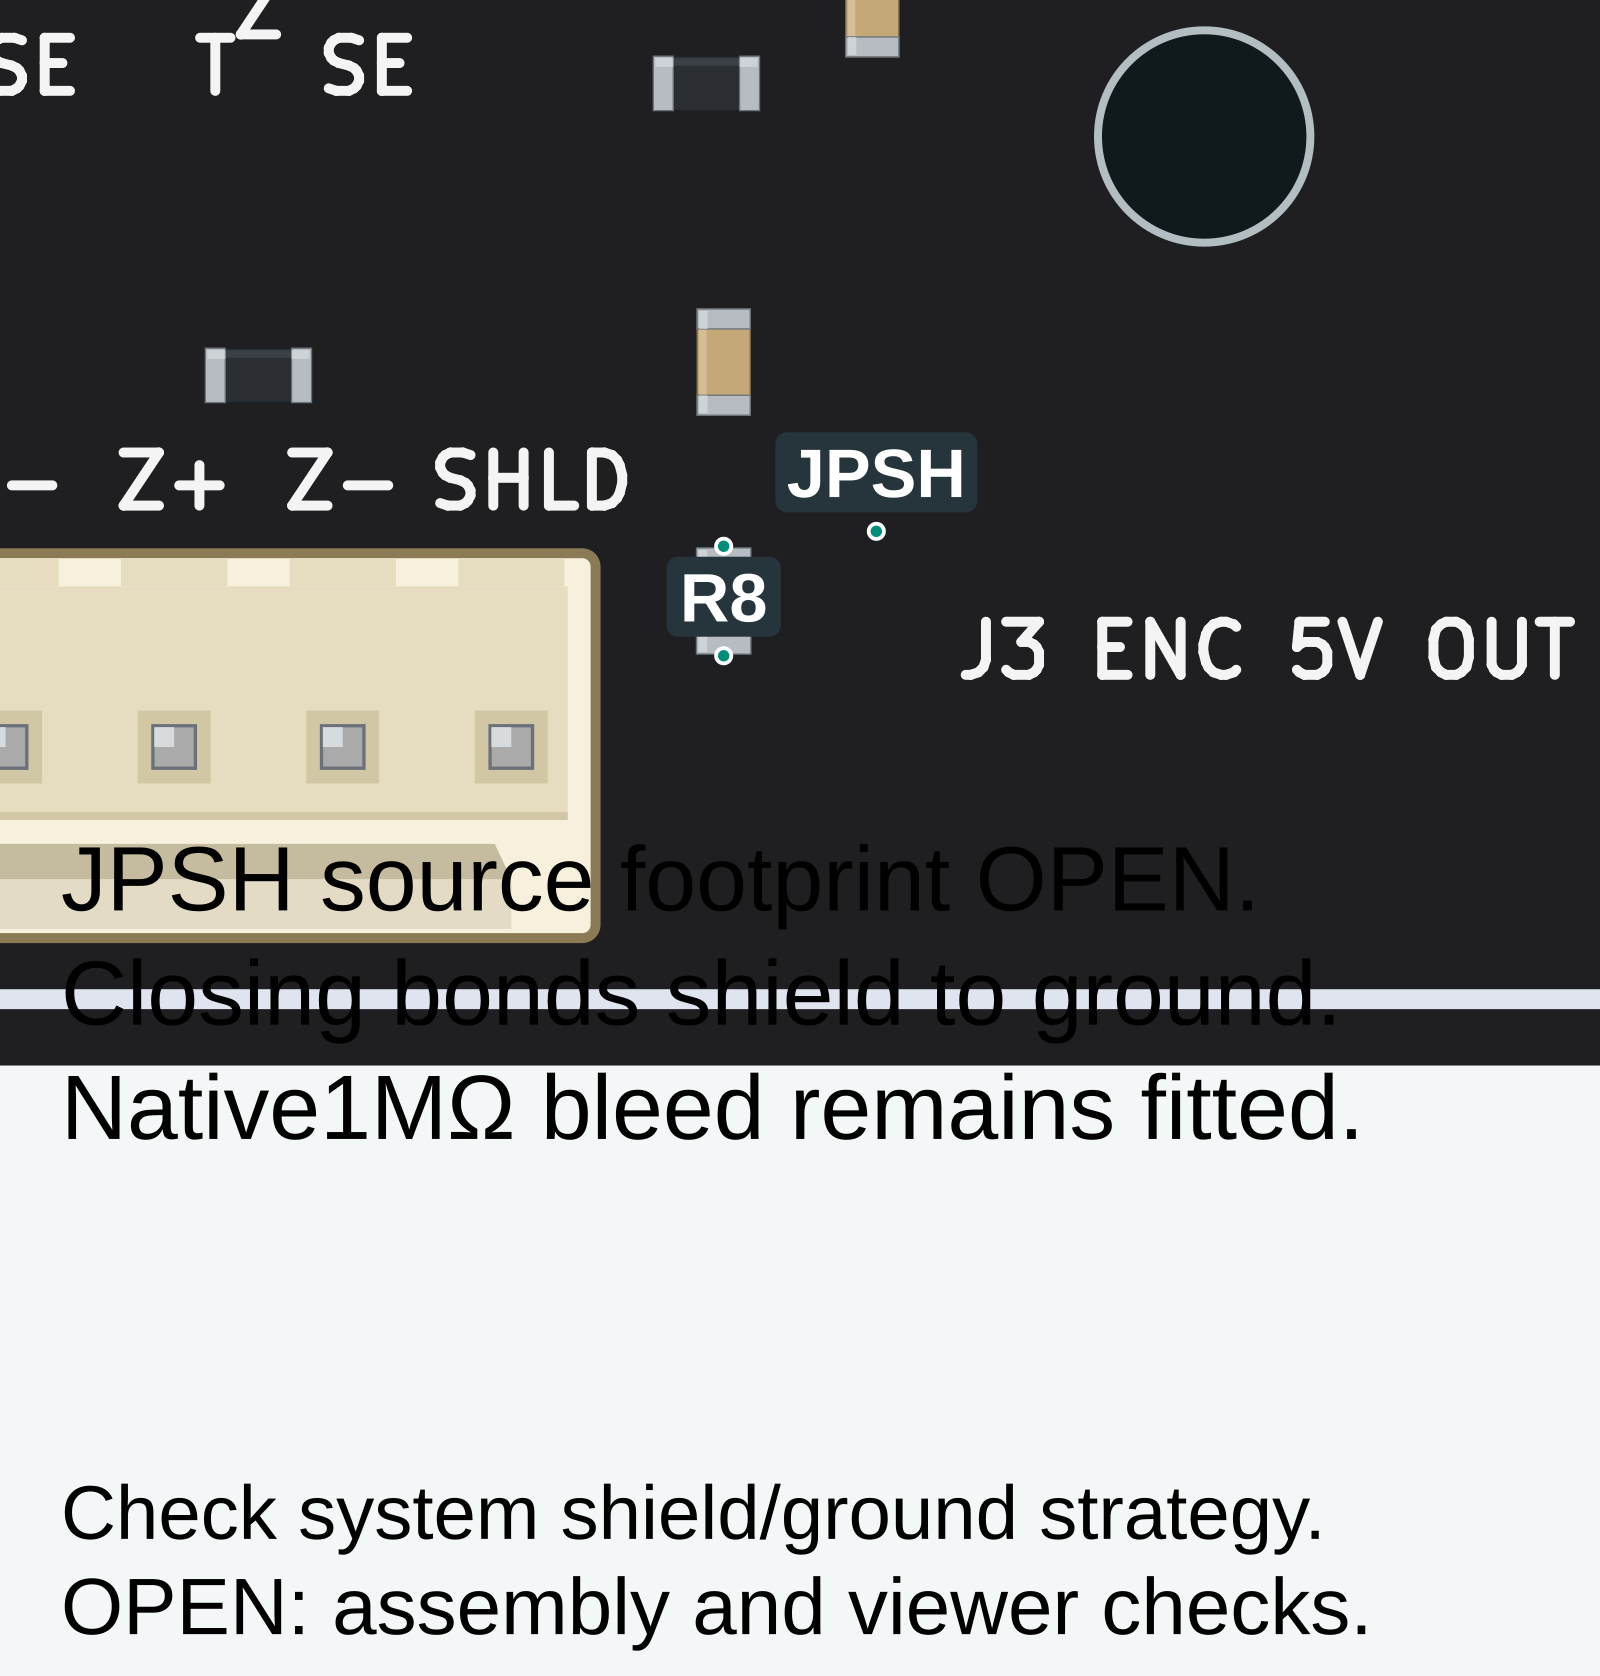 Z
SE T SE
- Z+ Z- SHLD
JPSH
R8
J3 ENC 5V OUT
JPSH source footprint OPEN.
Closing bonds shield to ground.
Native1MΩ bleed remains fitted.
Check system shield/ground strategy.
OPEN: assembly and viewer checks.